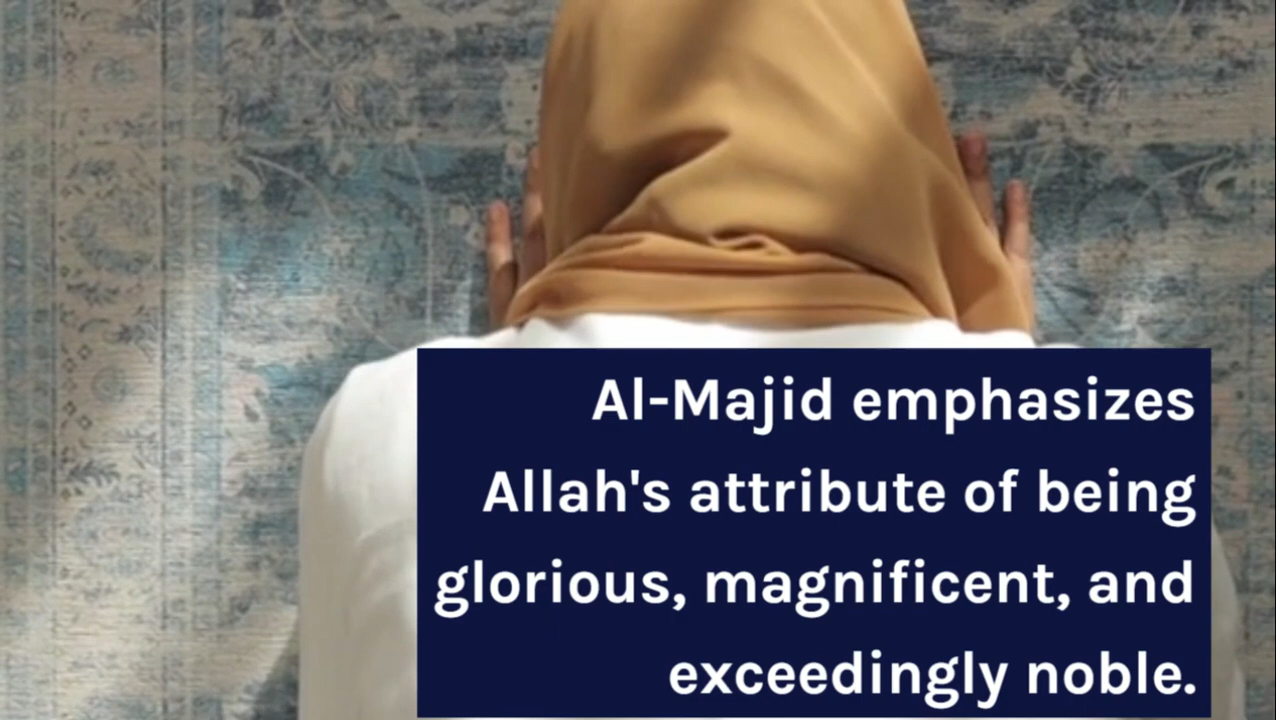 Al-Majid emphasizes
Allah's attribute of being
glorious, magnificent, and
exceedingly noble.